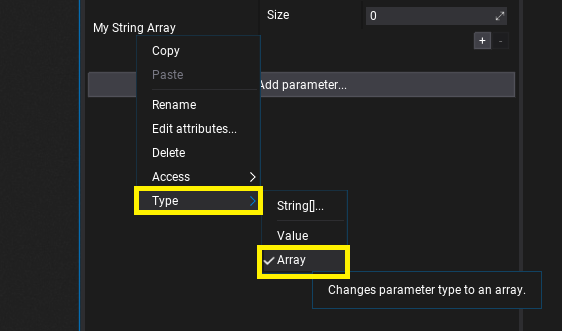 Size
0
My String Array
+ -
Copy
Paste
Add parameter...
Rename
Edit attributes...
Delete
Access
Type
String[]...
Value
Array
Changes parameter type to an array.